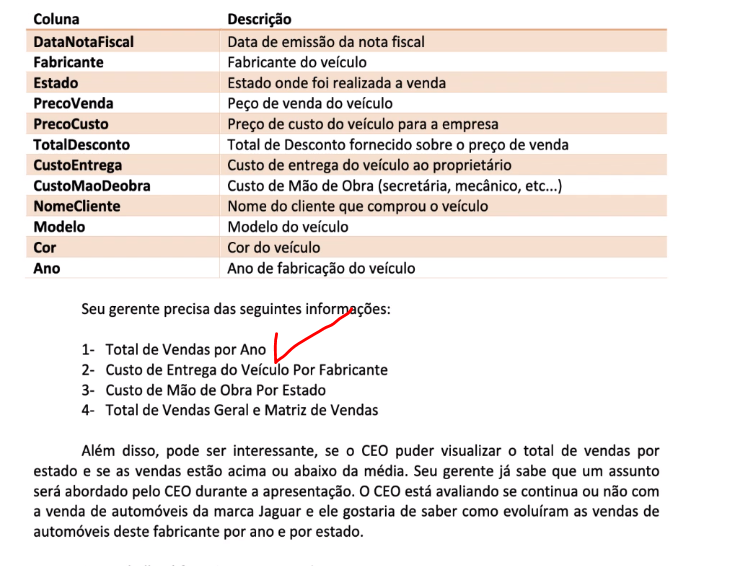 Coluna Descrição
DataNotaFiscal Data de emissão da nota fiscal
Fabricante Fabricante do veículo
Estado Estado onde foi realizada a venda
PrecoVenda Peço de venda do veículo
PrecoCusto Preço de custo do veículo para a empresa
TotalDesconto Total de Desconto fornecido sobre o preço de venda
CustoEntrega Custo de entrega do veículo ao proprietário
CustoMaoDeobra Custo de Mão de Obra (secretária, mecânico, etc...)
NomeCliente Nome do cliente que comprou o veículo
Modelo Modelo do veículo
Cor Cor do veículo
Ano Ano de fabricação do veículo
Seu gerente precisa das seguintes informações:
1- Total de Vendas por Ano
2- Custo de Entrega do Veículo Por Fabricante
3- Custo de Mão de Obra Por Estado
4- Total de Vendas Geral e Matriz de Vendas
Além disso, pode ser interessante, se o CEO puder visualizar o total de vendas por
estado e se as vendas estão acima ou abaixo da média. Seu gerente já sabe que um assunto
será abordado pelo CEO durante a apresentação. O CEO está avaliando se continua ou não com
a venda de automóveis da marca Jaguar e ele gostaria de saber como evoluíram as vendas de
automóveis deste fabricante por ano e por estado.